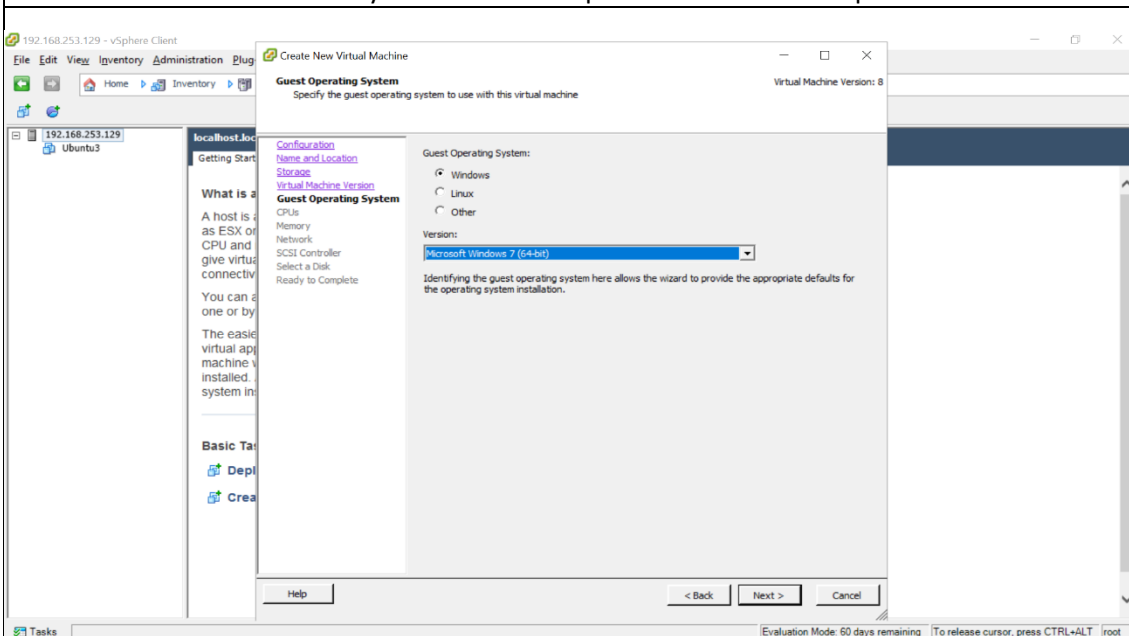 192.168.253.129 - vSphere Client
File Edit View Inventory Administration Plug
Home Inventory
192.168.253.129
Ubuntu3
localhost.loc
Getting Start
What is a
A host is a
as ESX or
CPU and
give virtua
connectiv
You can a
one or by
The easie
virtual app
machine v
installed.
system in
Basic Tas
Depl
Crea
Create New Virtual Machine
Guest Operating System
Specify the guest operating system to use with this virtual machine
Virtual Machine Version: 8
Configuration
Name and Location
Storage
Virtual Machine Version
Guest Operating System
CPUs
Memory
Network
SCSI Controller
Select a Disk
Ready to Complete
Guest Operating System:
Windows
Linux
Other
Version:
Microsoft Windows 7 (64-bit)
Identifying the guest operating system here allows the wizard to provide the appropriate defaults for
the operating system installation.
Help
< Back Next > Cancel
Tasks
Evaluation Mode: 60 days remaining To release cursor, press CTRL+ALT root